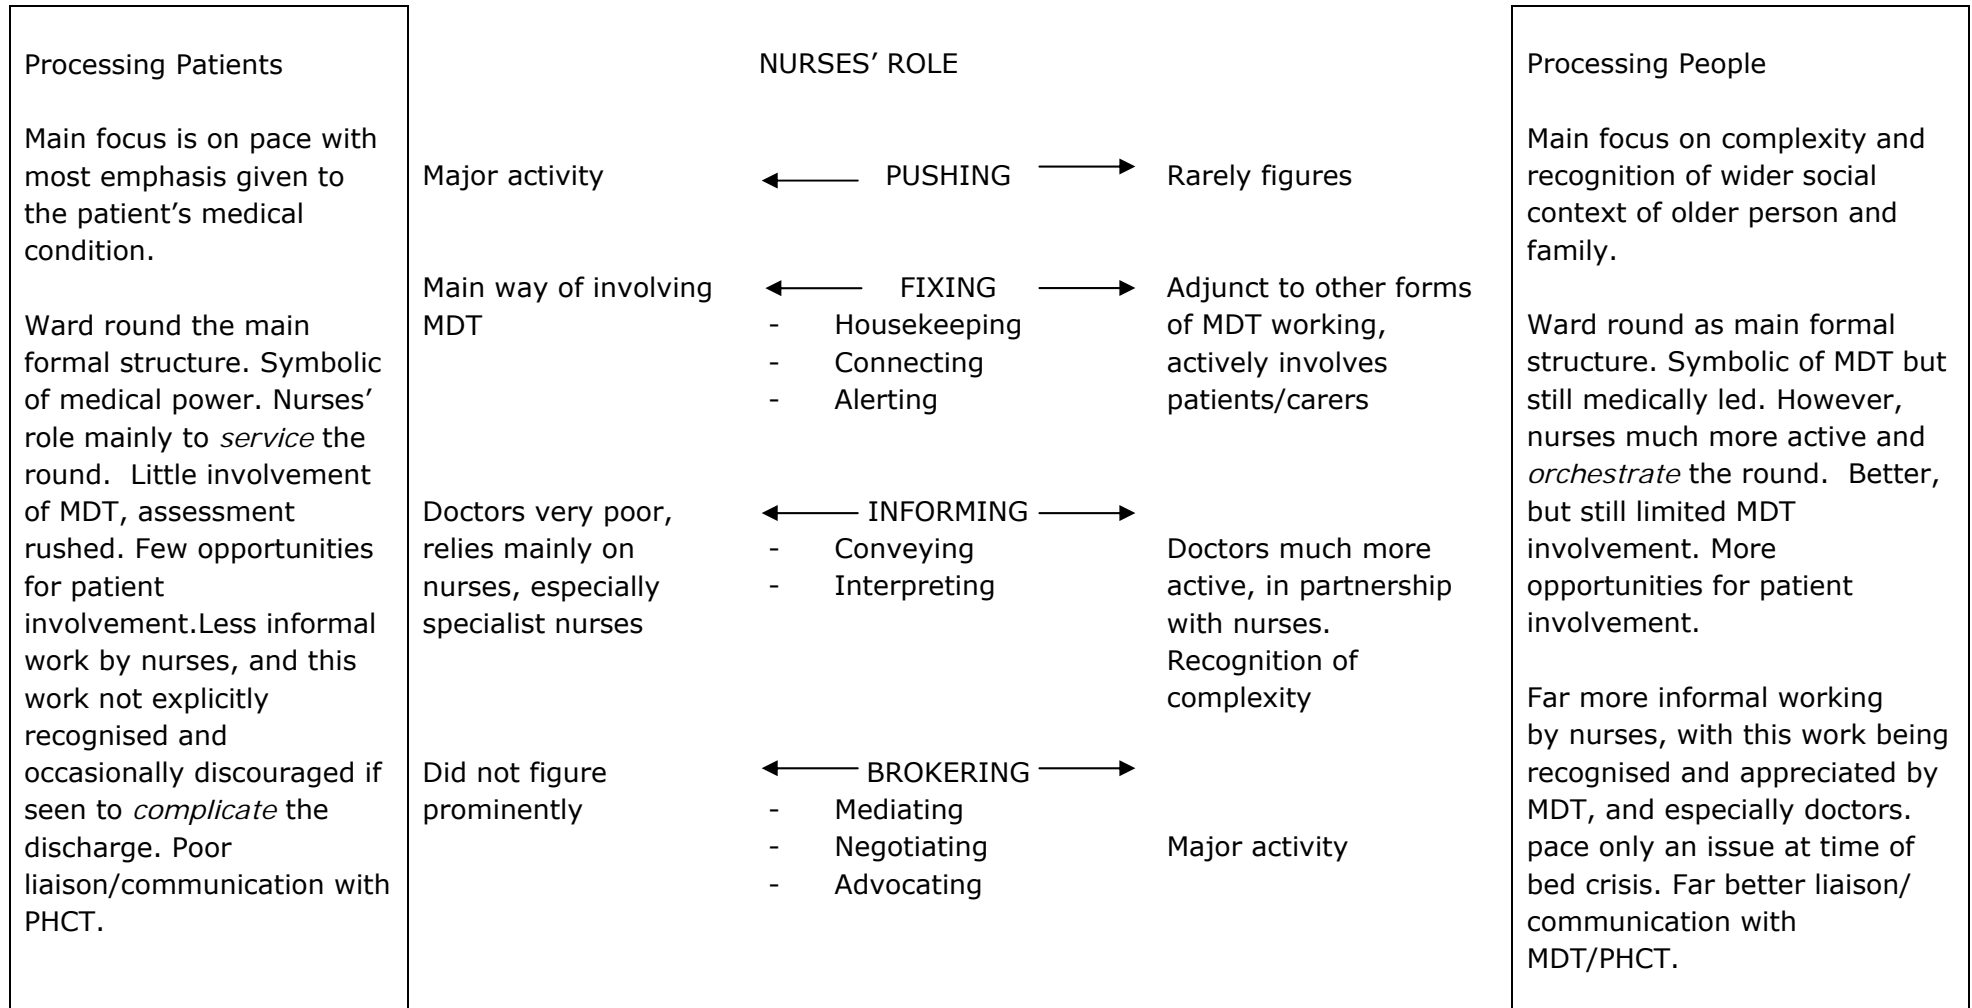 Processing Patients
Main focus is on pace with
most emphasis given to
the patient’s medical
condition.
Ward round the main
formal structure. Symbolic
of medical power. Nurses’
role mainly to service the
round.  Little involvement
of MDT, assessment
rushed. Few opportunities
for patient
involvement.Less informal
work by nurses, and this
work not explicitly
recognised and
occasionally discouraged if
seen to complicate the
discharge. Poor
liaison/communication with
PHCT.
NURSES’ ROLE
Major activity
PUSHING
Rarely figures
Main way of involving
MDT
FIXING
- Housekeeping
- Connecting
- Alerting
Adjunct to other forms
of MDT working,
actively involves
patients/carers
Doctors very poor,
relies mainly on
nurses, especially
specialist nurses
INFORMING
- Conveying
- Interpreting
Doctors much more
active, in partnership
with nurses.
Recognition of
complexity
Did not figure
prominently
BROKERING
- Mediating
- Negotiating
- Advocating
Major activity
Processing People
Main focus on complexity and
recognition of wider social
context of older person and
family.
Ward round as main formal
structure. Symbolic of MDT but
still medically led. However,
nurses much more active and
orchestrate the round.  Better,
but still limited MDT
involvement. More
opportunities for patient
involvement.
Far more informal working
by nurses, with this work being
recognised and appreciated by
MDT, and especially doctors.
pace only an issue at time of
bed crisis. Far better liaison/
communication with
MDT/PHCT.